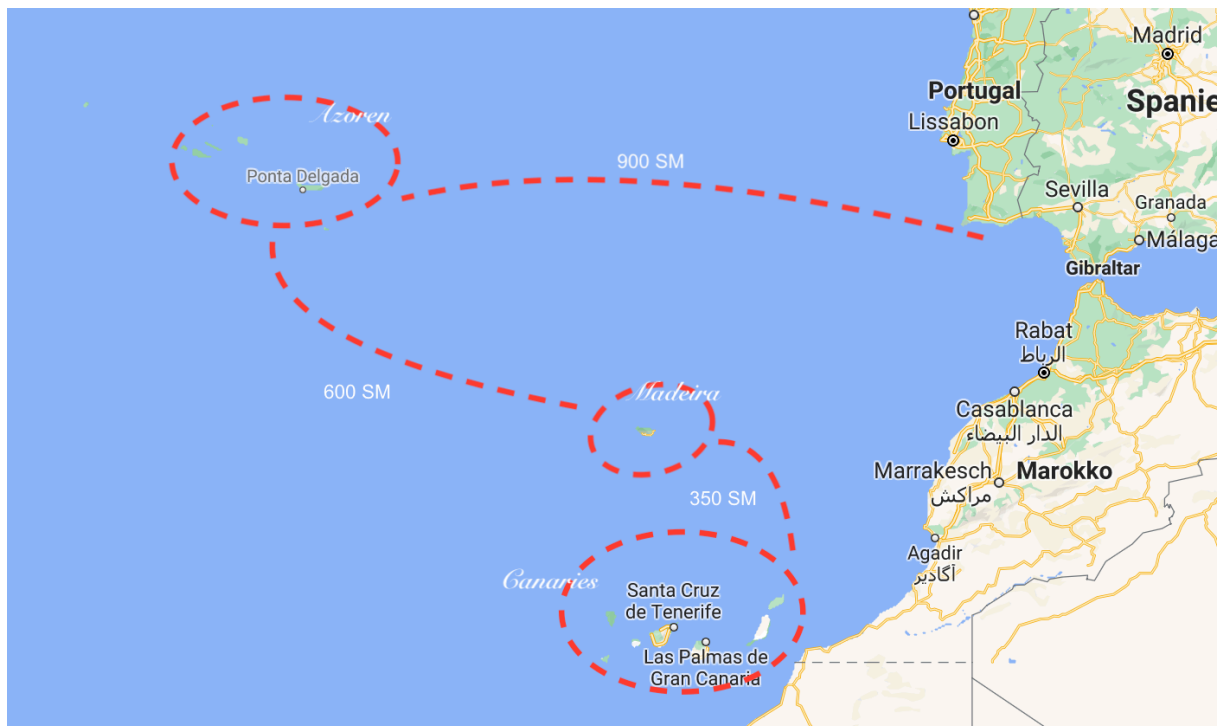 Madrid
Portugal
Spanie
Azoren
Lissabon
900 SM
Ponta Delgada
Sevilla
Granada
Málaga
Gibraltar
Rabat
الرباط
600 SM
Madeira
Casablanca
الدار البيضاء
Marrakesch
مراكش
Marokko
350 SM
Agadir
أگادير
Canaries
Santa Cruz
de Tenerife
Las Palmas de
Gran Canaria